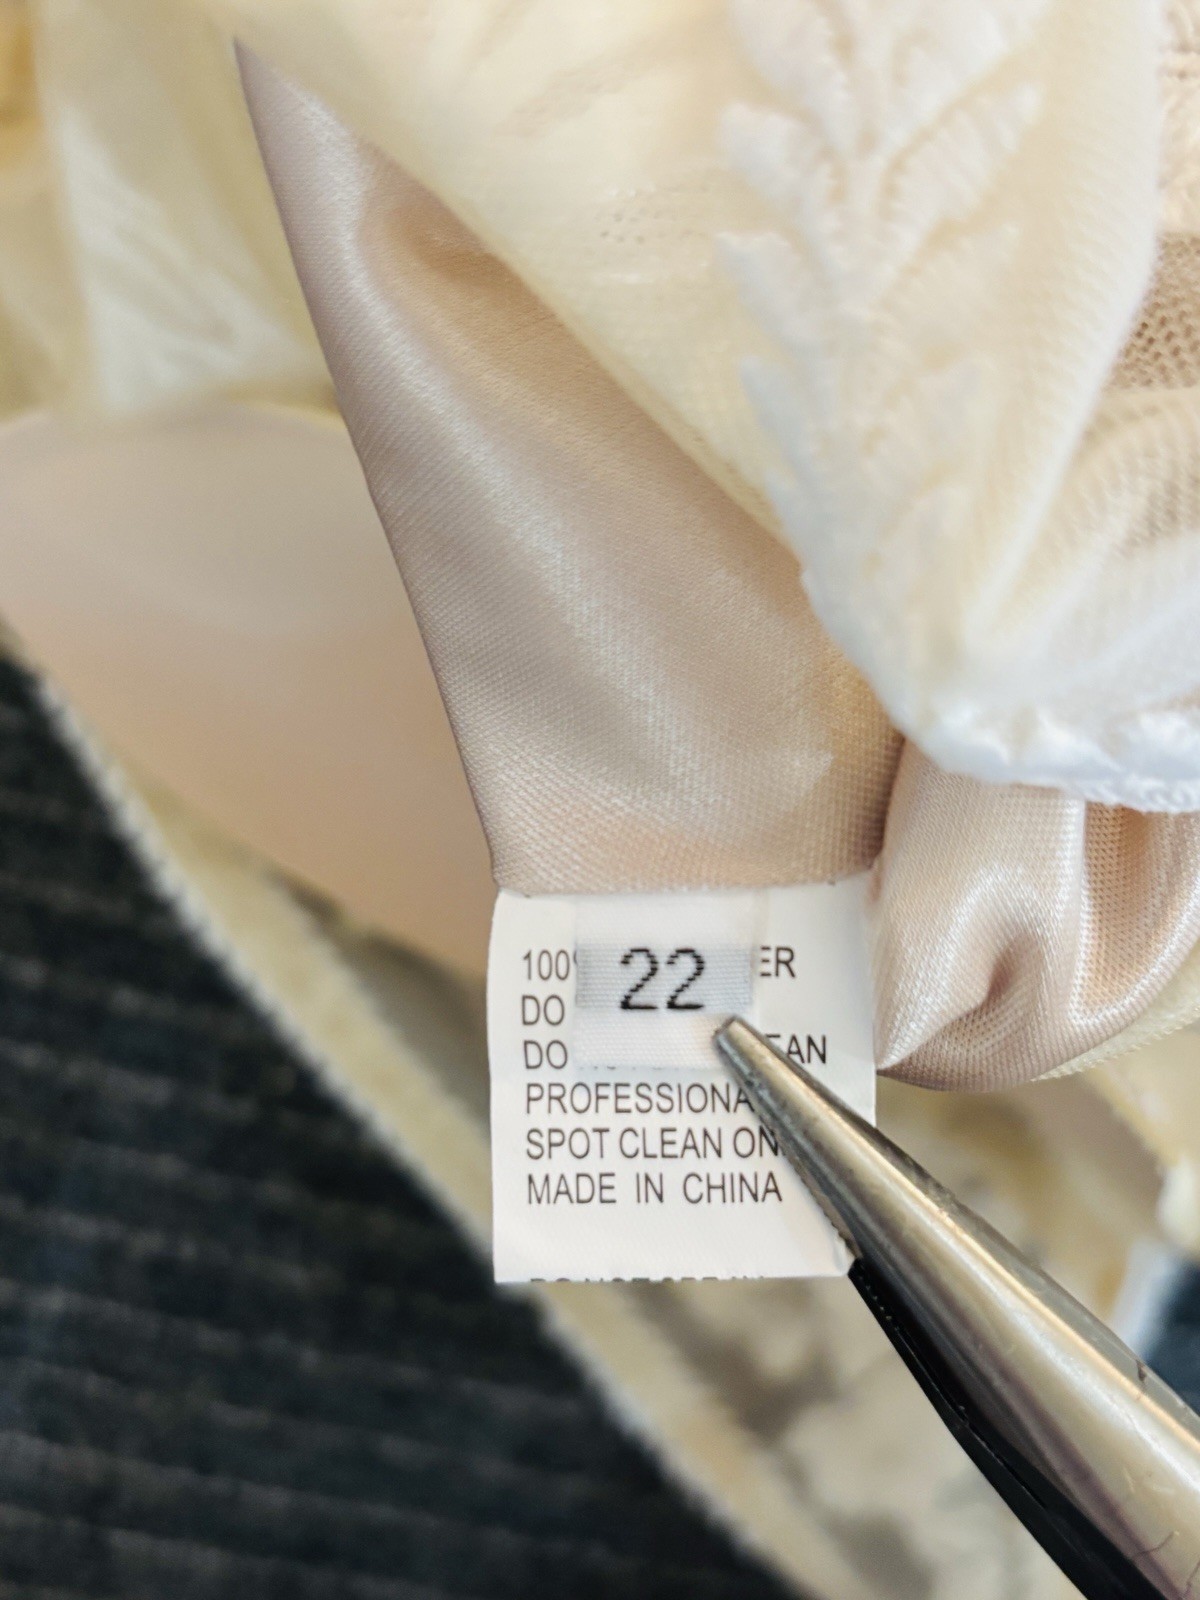 22
100% ER
DO
DO EAN
PROFESSIONA
SPOT CLEAN ON
MADE IN CHINA